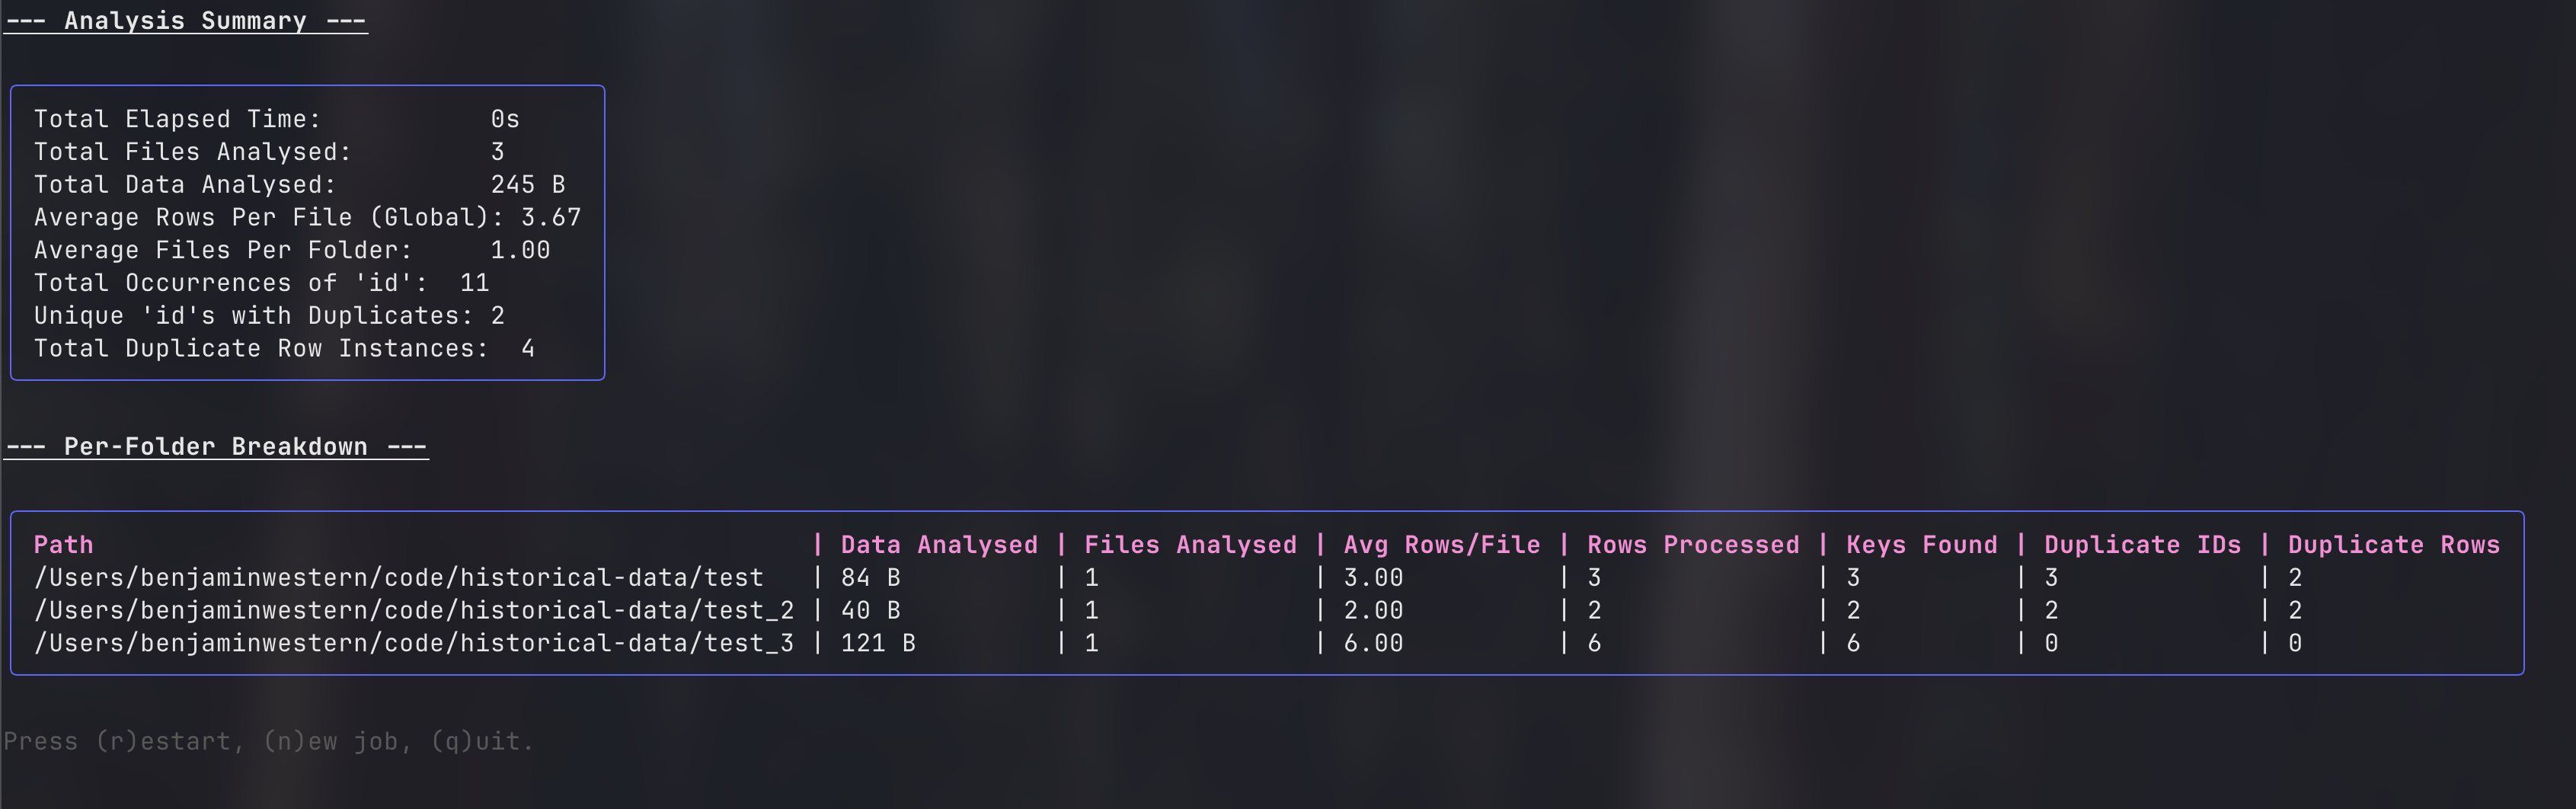 --- Analysis Summary ---
Total Elapsed Time:           0s
Total Files Analysed:         3
Total Data Analysed:          245 B
Average Rows Per File (Global): 3.67
Average Files Per Folder:     1.00
Total Occurrences of 'id':  11
Unique 'id's with Duplicates: 2
Total Duplicate Row Instances:  4
--- Per-Folder Breakdown ---
Path                                               | Data Analysed | Files Analysed | Avg Rows/File | Rows Processed | Keys Found | Duplicate IDs | Duplicate Rows
/Users/benjaminwestern/code/historical-data/test   | 84 B          | 1              | 3.00          | 3              | 3          | 3             | 2
/Users/benjaminwestern/code/historical-data/test_2 | 40 B          | 1              | 2.00          | 2              | 2          | 2             | 2
/Users/benjaminwestern/code/historical-data/test_3 | 121 B         | 1              | 6.00          | 6              | 6          | 0             | 0
Press (r)estart, (n)ew job, (q)uit.